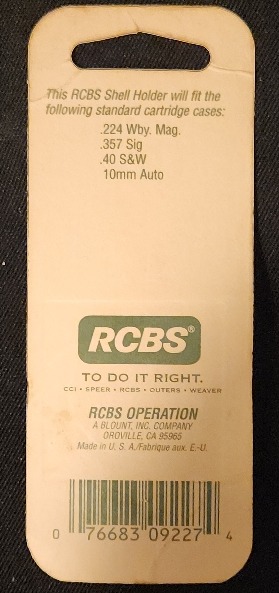 This RCBS Shell Holder will fit the
following standard cartridge cases:
.224 Wby. Mag.
.357 Sig
.40 S&W
10mm Auto
RCBS®
TO DO IT RIGHT.
CCI • SPEER • RCBS • OUTERS • WEAVER
RCBS OPERATION
A BLOUNT, INC. COMPANY
OROVILLE, CA 95965
Made in U. S. A./Fabrique aux. E.-U.
0 76683 09227 4